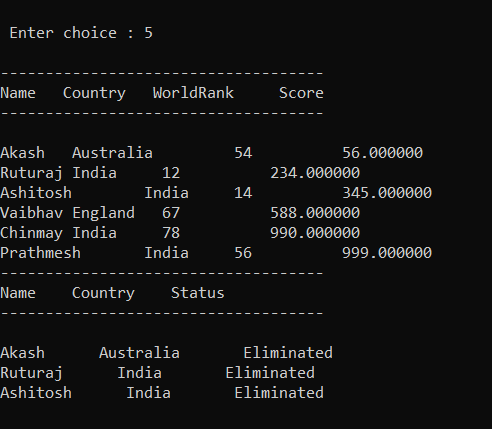 Enter choice : 5
------------------------------------
Name   Country   WorldRank     Score
------------------------------------
Akash   Australia         54          56.000000
Ruturaj India     12          234.000000
Ashitosh        India     14          345.000000
Vaibhav England   67          588.000000
Chinmay India     78          990.000000
Prathmesh       India     56          999.000000
------------------------------------
Name    Country    Status
------------------------------------
Akash      Australia       Eliminated
Ruturaj      India       Eliminated
Ashitosh      India       Eliminated